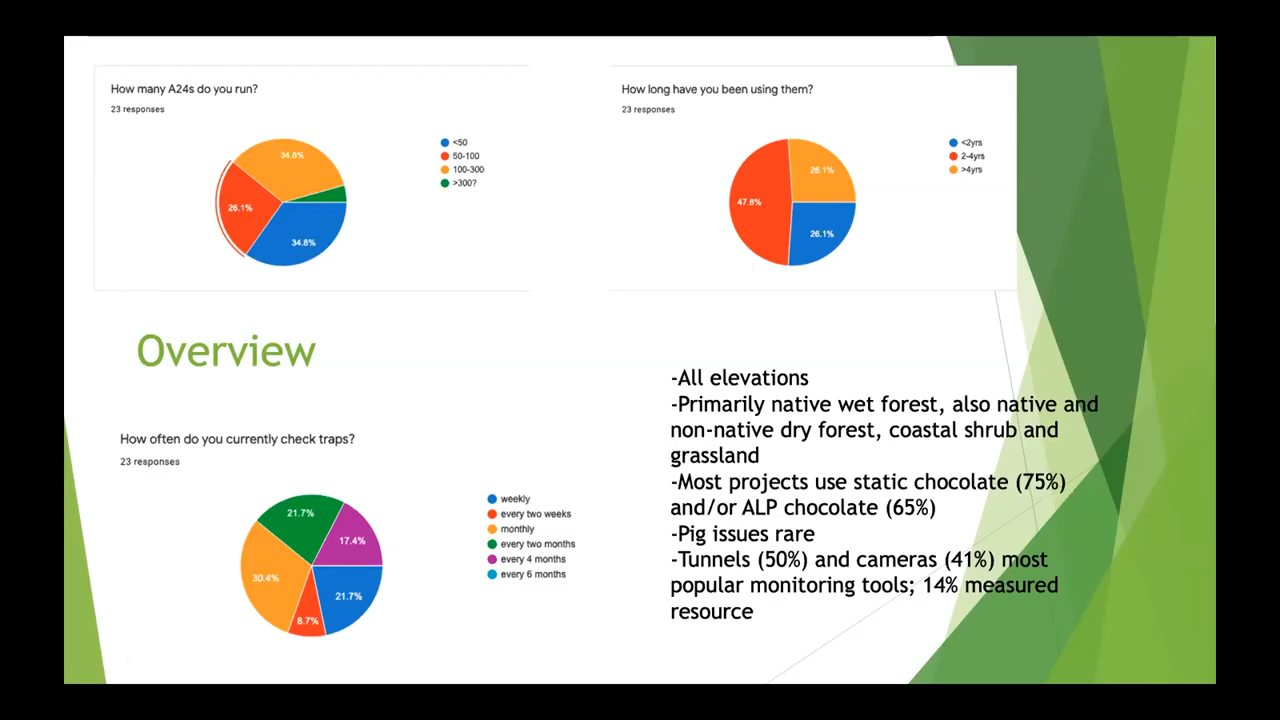 How many A24s do you run?
23 responses
34.8%
26.1%
34.8%
<50
50-100
100-300
>300?
How long have you been using them?
23 responses
47.8%
26.1%
26.1%
<2yrs
2-4yrs
>4yrs
Overview
How often do you currently check traps?
23 responses
21.7%
17.4%
30.4%
21.7%
8.7%
weekly
every two weeks
monthly
every two months
every 4 months
every 6 months
-All elevations
-Primarily native wet forest, also native and
non-native dry forest, coastal shrub and
grassland
-Most projects use static chocolate (75%)
and/or ALP chocolate (65%)
-Pig issues rare
-Tunnels (50%) and cameras (41%) most
popular monitoring tools; 14% measured
resource